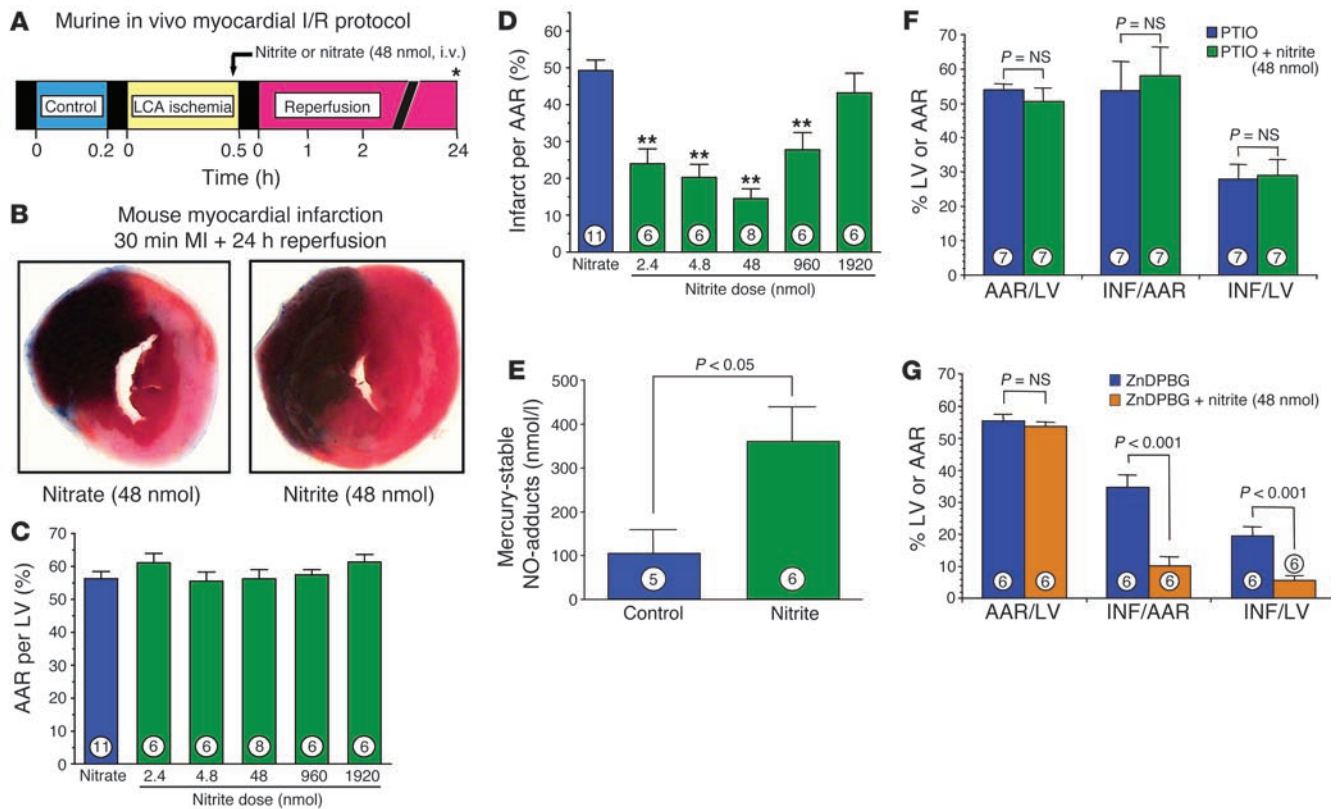 A Murine in vivo myocardial I/R protocol
Nitrite or nitrate (48 nmol, i.v.)
*
Control
LCA ischemia
Reperfusion
0 0.2 0 0.5 0 1 2 24
Time (h)
B Mouse myocardial infarction
30 min MI + 24 h reperfusion
Nitrate (48 nmol)
Nitrite (48 nmol)
C
AAR per LV (%)
70
60
50
40
30
20
10
0
11 6 6 8 6 6
Nitrate 2.4 4.8 48 960 1920
Nitrite dose (nmol)
D
Infarct per AAR (%)
60
50
40
30
20
10
0
** ** ** **
11 6 6 8 6 6
Nitrate 2.4 4.8 48 960 1920
Nitrite dose (nmol)
E
P < 0.05
Mercury-stable
NO-adducts (nmol/l)
500
400
300
200
100
0
5 6
Control Nitrite
F
PTIO
PTIO + nitrite
(48 nmol)
% LV or AAR
70
60
50
40
30
20
10
0
P = NS
P = NS
P = NS
7 7 7 7 7 7
AAR/LV INF/AAR INF/LV
G
ZnDPBG
ZnDPBG + nitrite (48 nmol)
% LV or AAR
70
60
50
40
30
20
10
0
P = NS
P < 0.001
P < 0.001
6 6 6 6 6 6
AAR/LV INF/AAR INF/LV